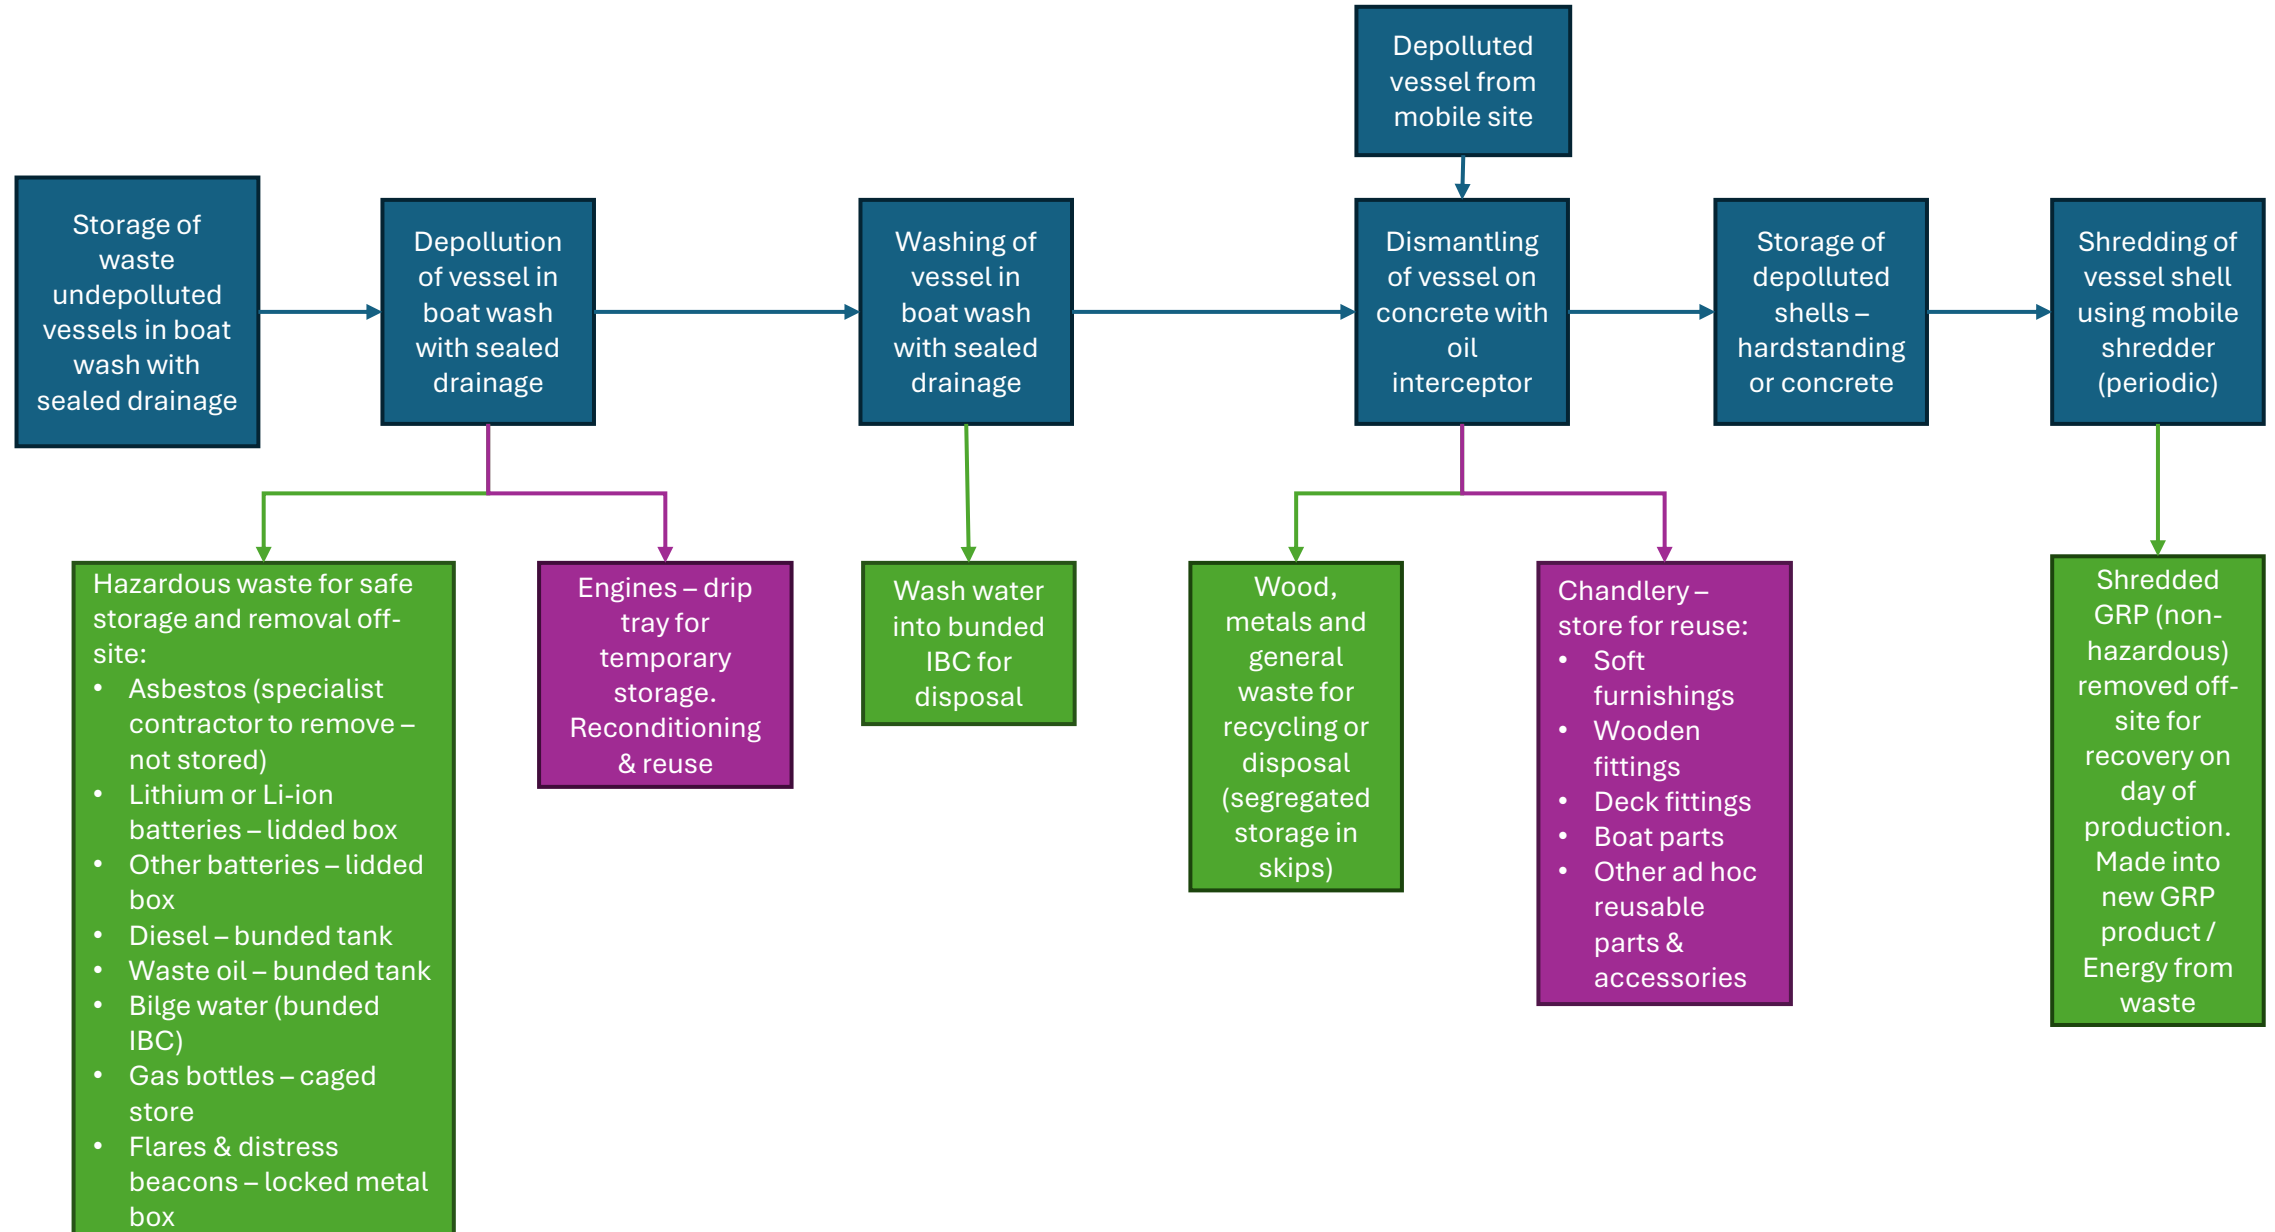 Depolluted
vessel from
mobile site
Storage of
waste
undepolluted
vessels in boat
wash with
sealed drainage
Depollution
of vessel in
boat wash
with sealed
drainage
Washing of
vessel in
boat wash
with sealed
drainage
Dismantling
of vessel on
concrete with
oil
interceptor
Storage of
depolluted
shells –
hardstanding
or concrete
Shredding of
vessel shell
using mobile
shredder
(periodic)
Hazardous waste for safe
storage and removal off-
site:
• Asbestos (specialist
contractor to remove –
not stored)
• Lithium or Li-ion
batteries – lidded box
• Other batteries – lidded
box
• Diesel – bunded tank
• Waste oil – bunded tank
• Bilge water (bunded
IBC)
• Gas bottles – caged
store
• Flares & distress
beacons – locked metal
box
Engines – drip
tray for
temporary
storage.
Reconditioning
& reuse
Wash water
into bunded
IBC for
disposal
Wood,
metals and
general
waste for
recycling or
disposal
(segregated
storage in
skips)
Chandlery –
store for reuse:
• Soft
furnishings
• Wooden
fittings
• Deck fittings
• Boat parts
• Other ad hoc
reusable
parts &
accessories
Shredded
GRP (non-
hazardous)
removed off-
site for
recovery on
day of
production.
Made into
new GRP
product /
Energy from
waste